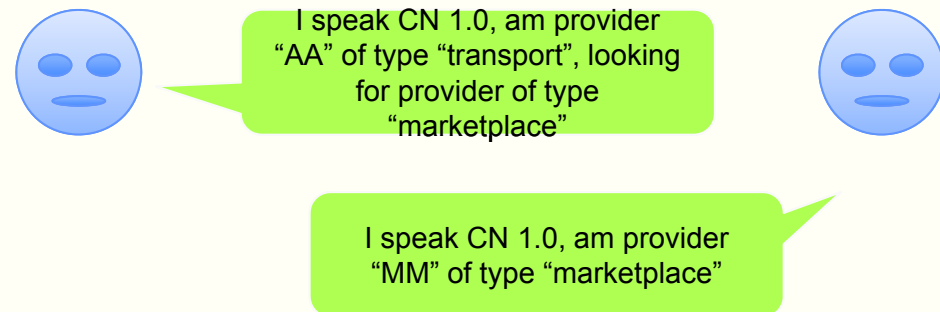 I speak CN 1.0, am provider
“AA” of type “transport”, looking
for provider of type
“marketplace”
I speak CN 1.0, am provider
“MM” of type “marketplace”